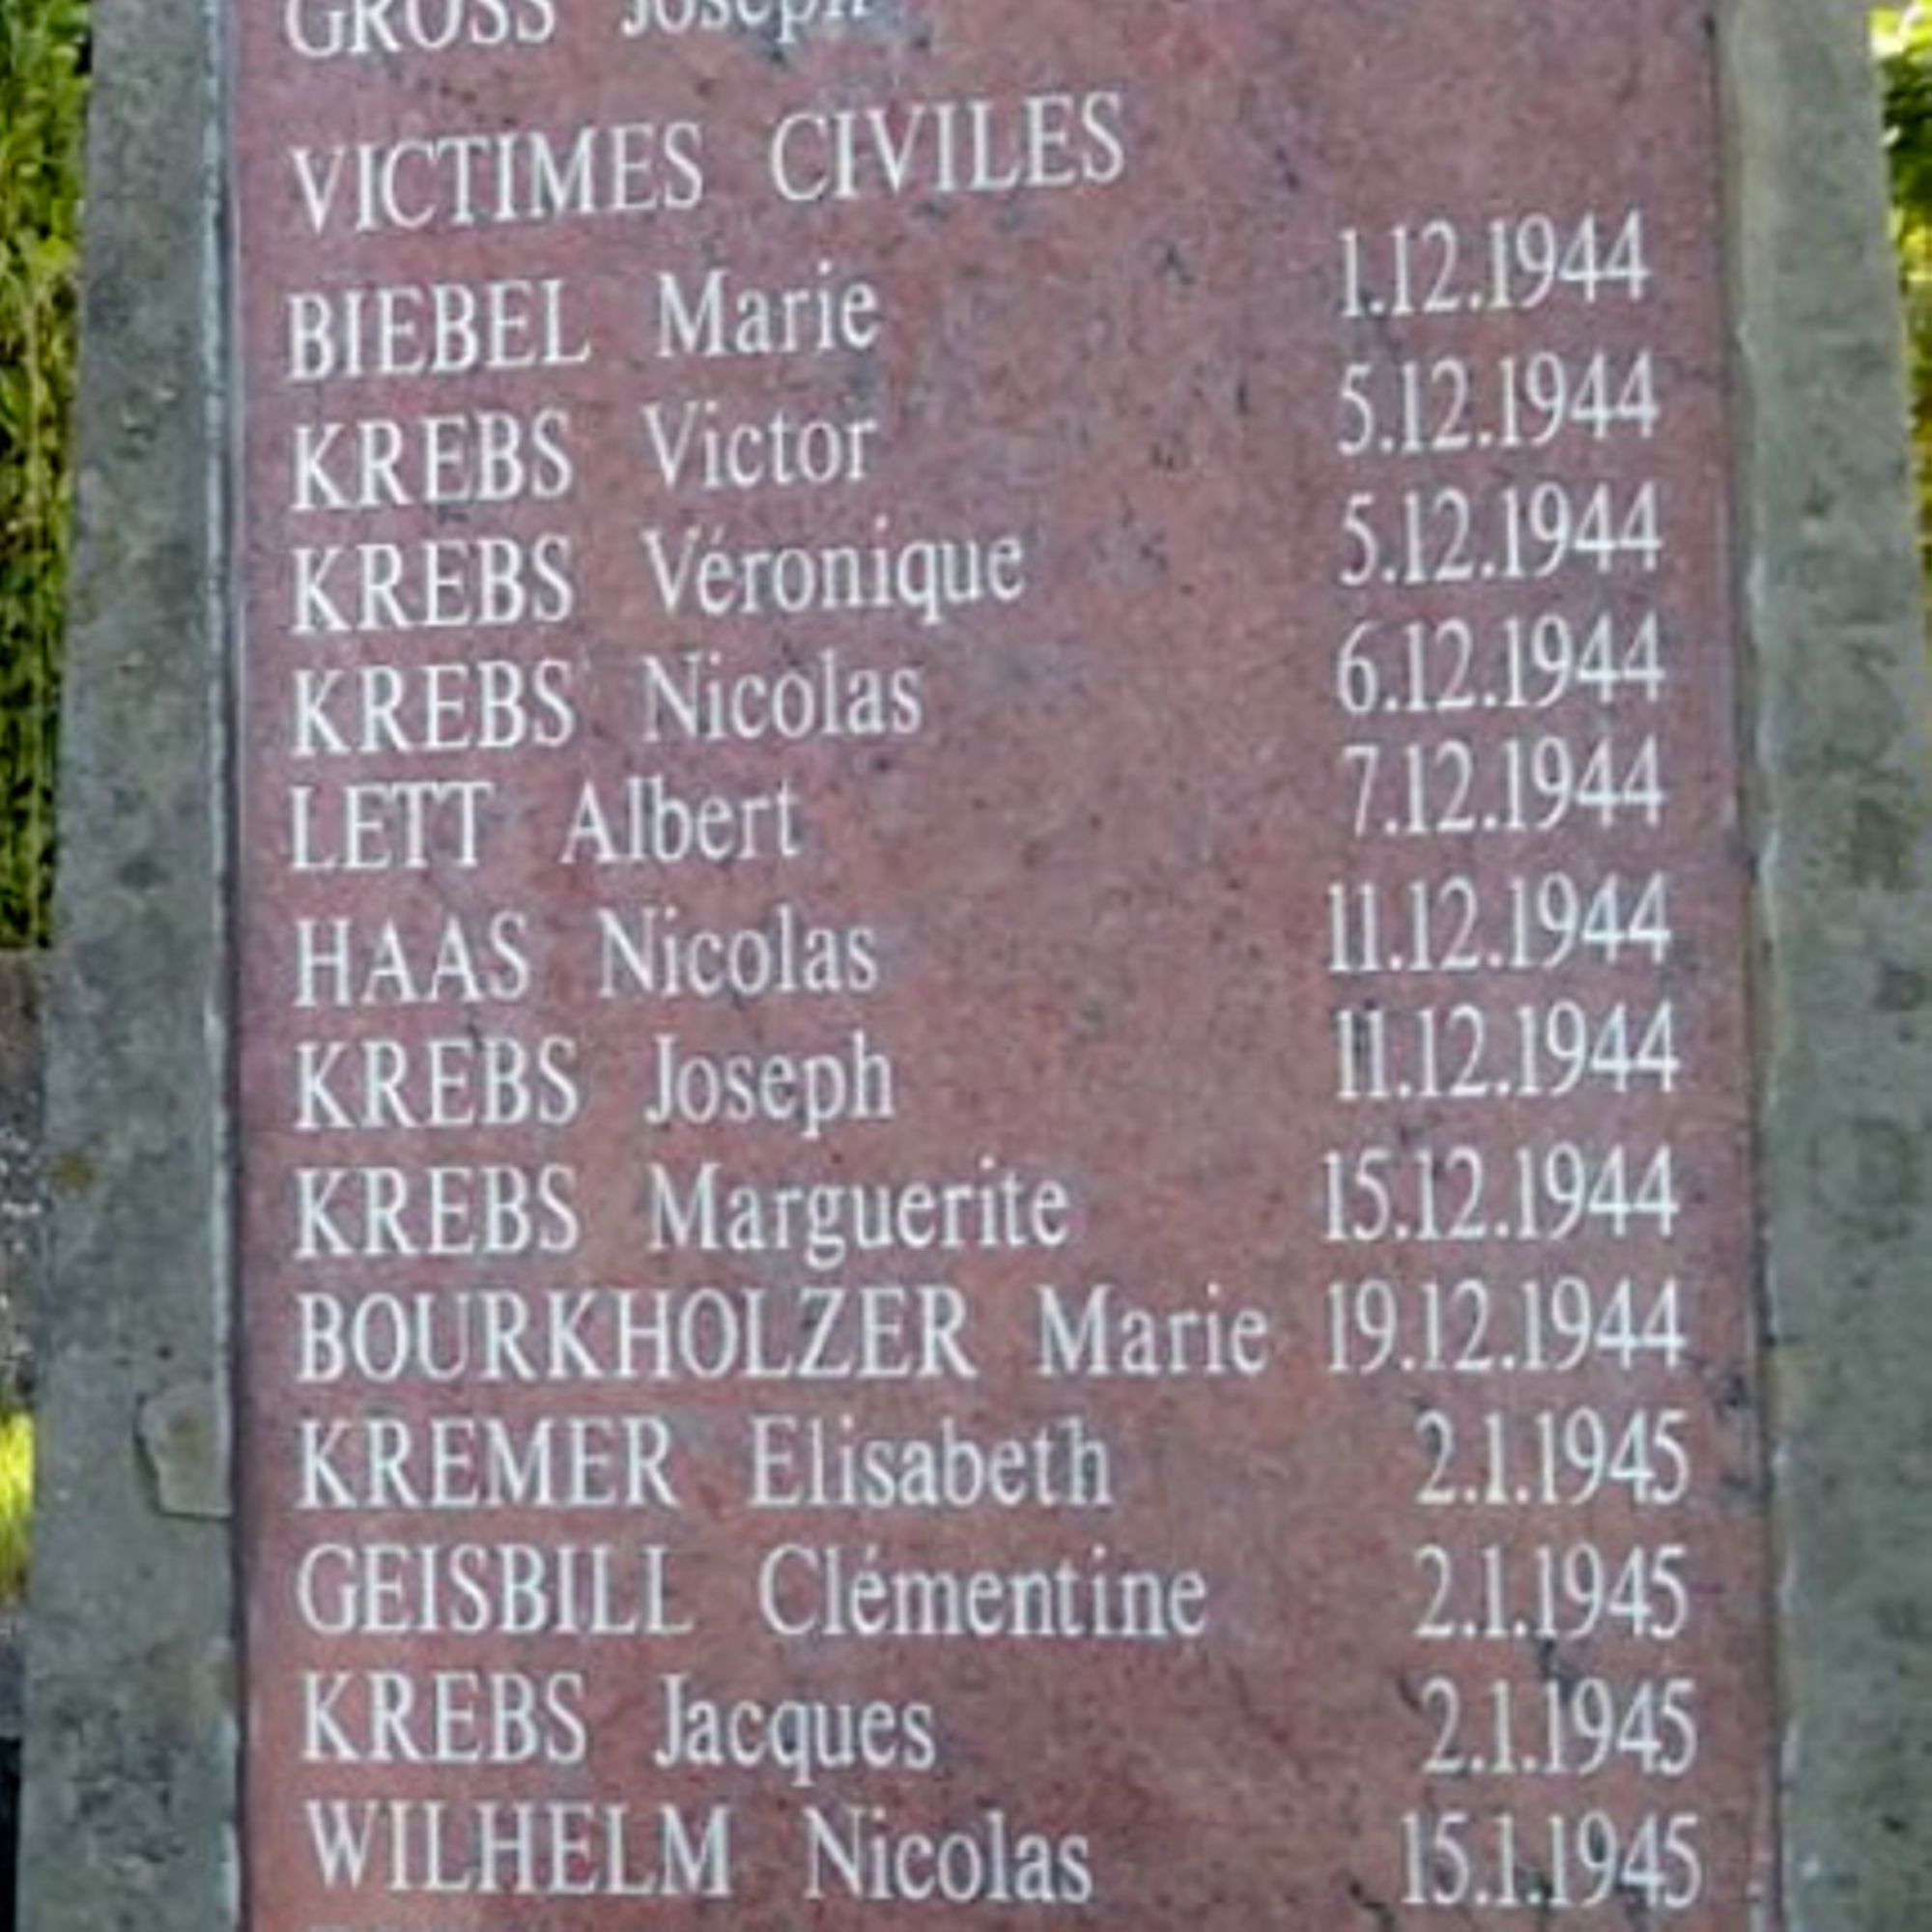 GROSS Joseph
VICTIMES CIVILES
BIEBEL Marie 1.12.1944
KREBS Victor 5.12.1944
KREBS Véronique 5.12.1944
KREBS Nicolas 6.12.1944
LETT Albert 7.12.1944
HAAS Nicolas 11.12.1944
KREBS Joseph 11.12.1944
KREBS Marguerite 15.12.1944
BOURKHOLZER Marie 19.12.1944
KREMER Elisabeth 2.1.1945
GEISBILL Clémentine 2.1.1945
KREBS Jacques 2.1.1945
WILHELM Nicolas 15.1.1945